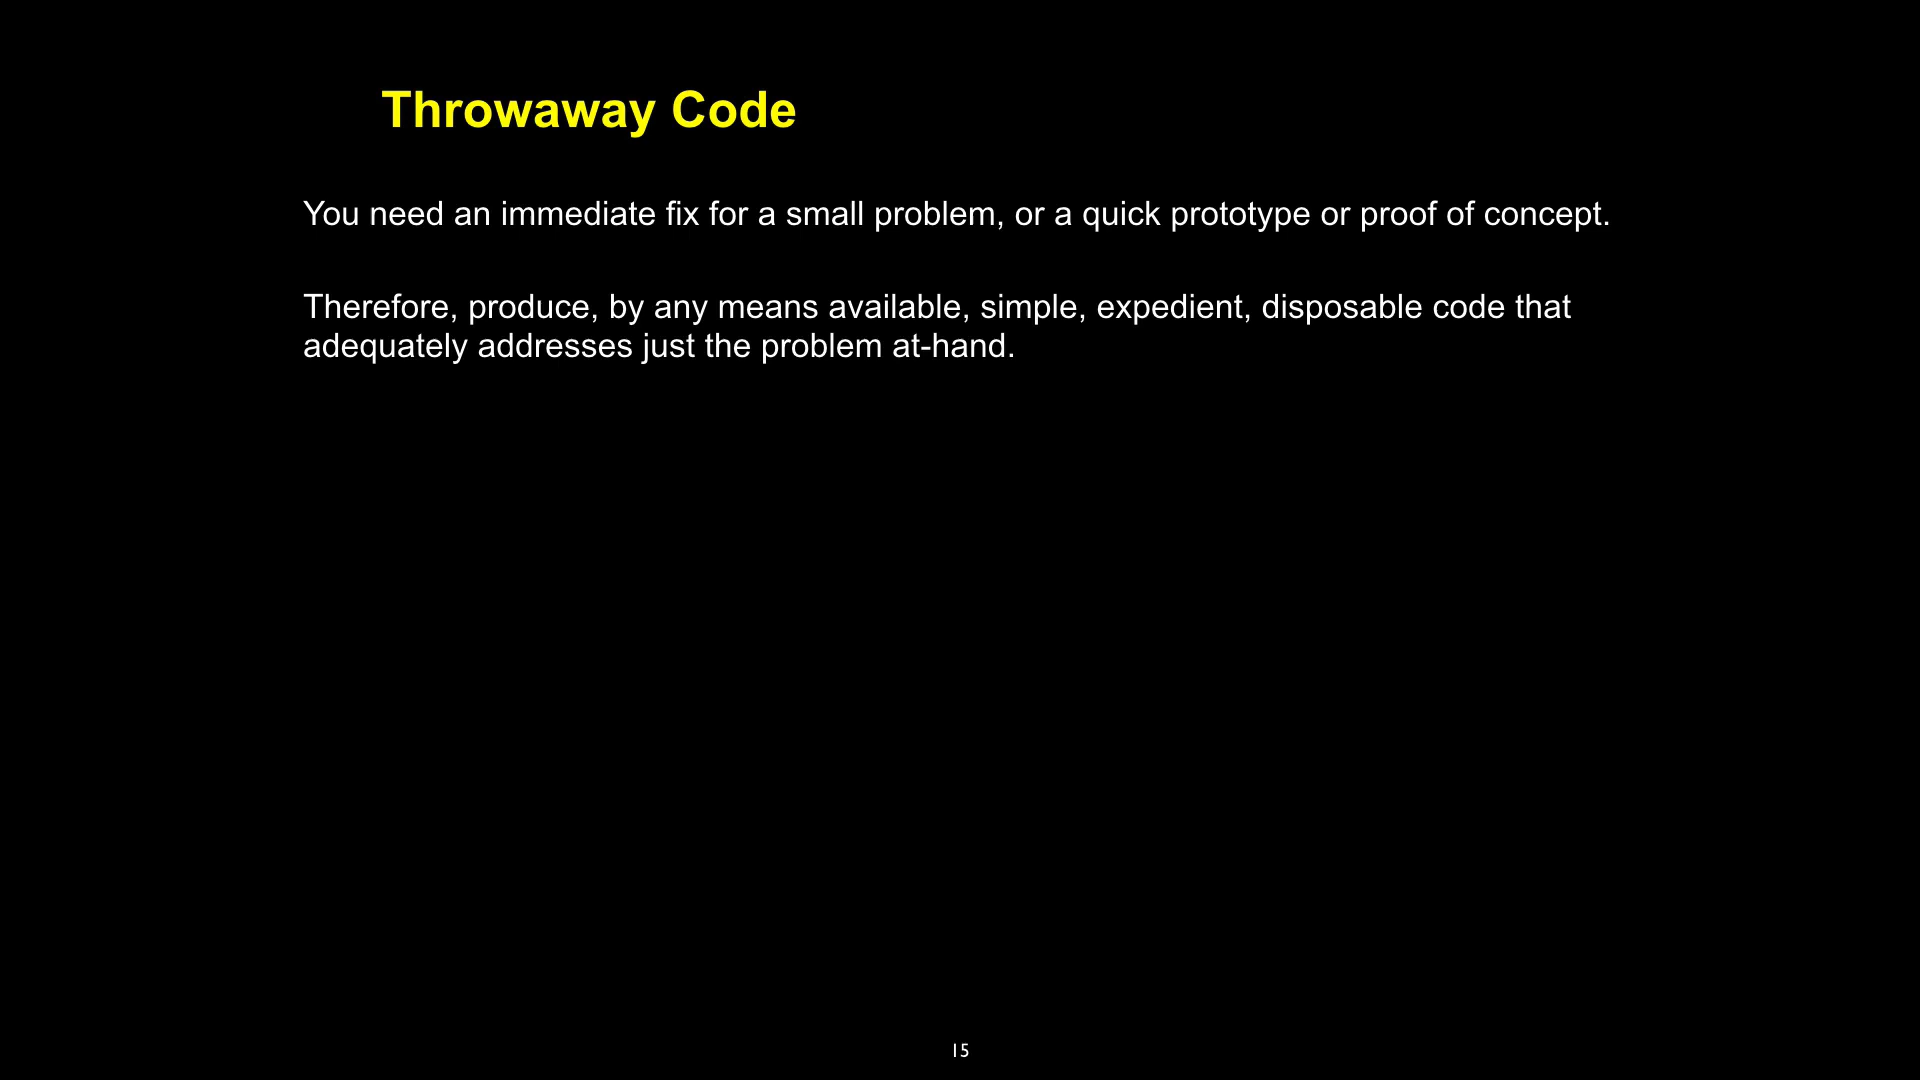 Throwaway Code
You need an immediate fix for a small problem, or a quick prototype or proof of concept.
Therefore, produce, by any means available, simple, expedient, disposable code that
adequately addresses just the problem at-hand.
15